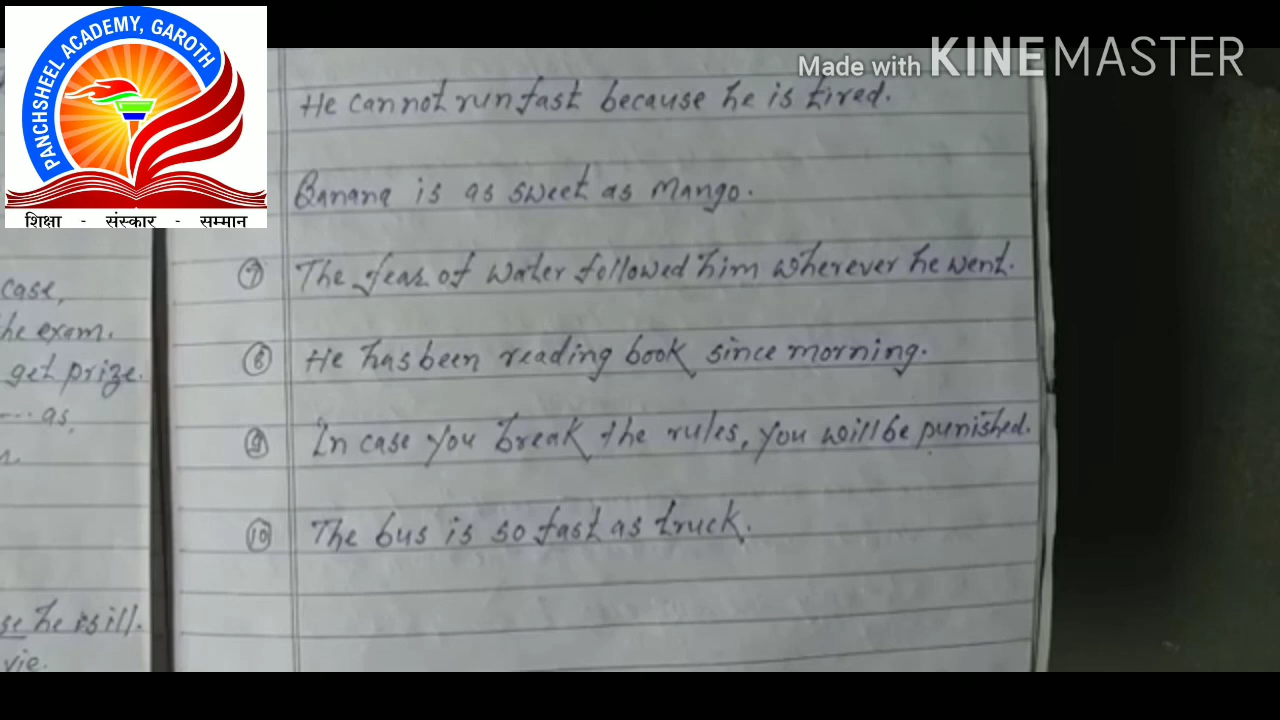 PANCHSHEEL ACADEMY, GAROTH
शिक्षा - संस्कार - सम्मान
Made with KINEMASTER
He cannot run fast because he is tired.
Banana is as sweet as Mango.
⑦ The fear of water followed him wherever he went.
⑧ He has been reading book since morning.
⑨ In case you break the rules, you will be punished.
⑩ The bus is so fast as truck.
case,
he exam.
get prize.
--- as,
se he is ill.
vie.